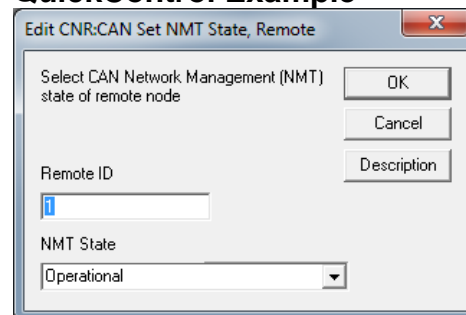 QuickControl Example
Edit CNR:CAN Set NMT State, Remote
x
Select CAN Network Management (NMT)
state of remote node
OK
Cancel
Description
Remote ID
1
NMT State
Operational